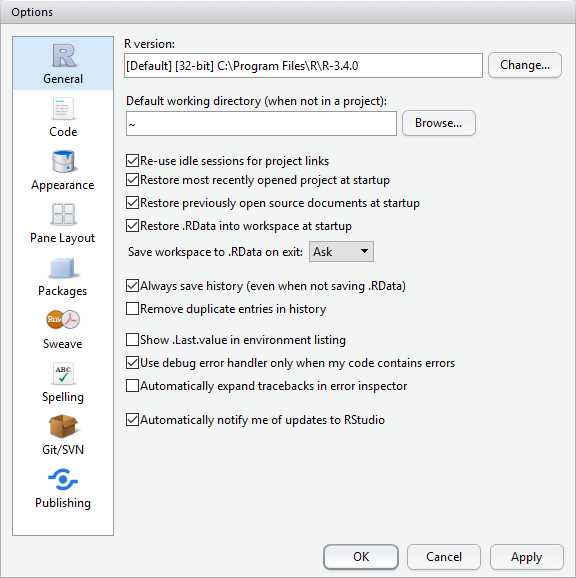 Options
R
General
Code
Appearance
Pane Layout
Packages
Rnw
Sweave
ABC
Spelling
Git/SVN
Publishing
R version:
[Default] [32-bit] C:\Program Files\R\R-3.4.0
Change...
Default working directory (when not in a project):
~
Browse...
Re-use idle sessions for project links
Restore most recently opened project at startup
Restore previously open source documents at startup
Restore .RData into workspace at startup
Save workspace to .RData on exit: Ask
Always save history (even when not saving .RData)
Remove duplicate entries in history
Show .Last.value in environment listing
Use debug error handler only when my code contains errors
Automatically expand tracebacks in error inspector
Automatically notify me of updates to RStudio
OK Cancel Apply